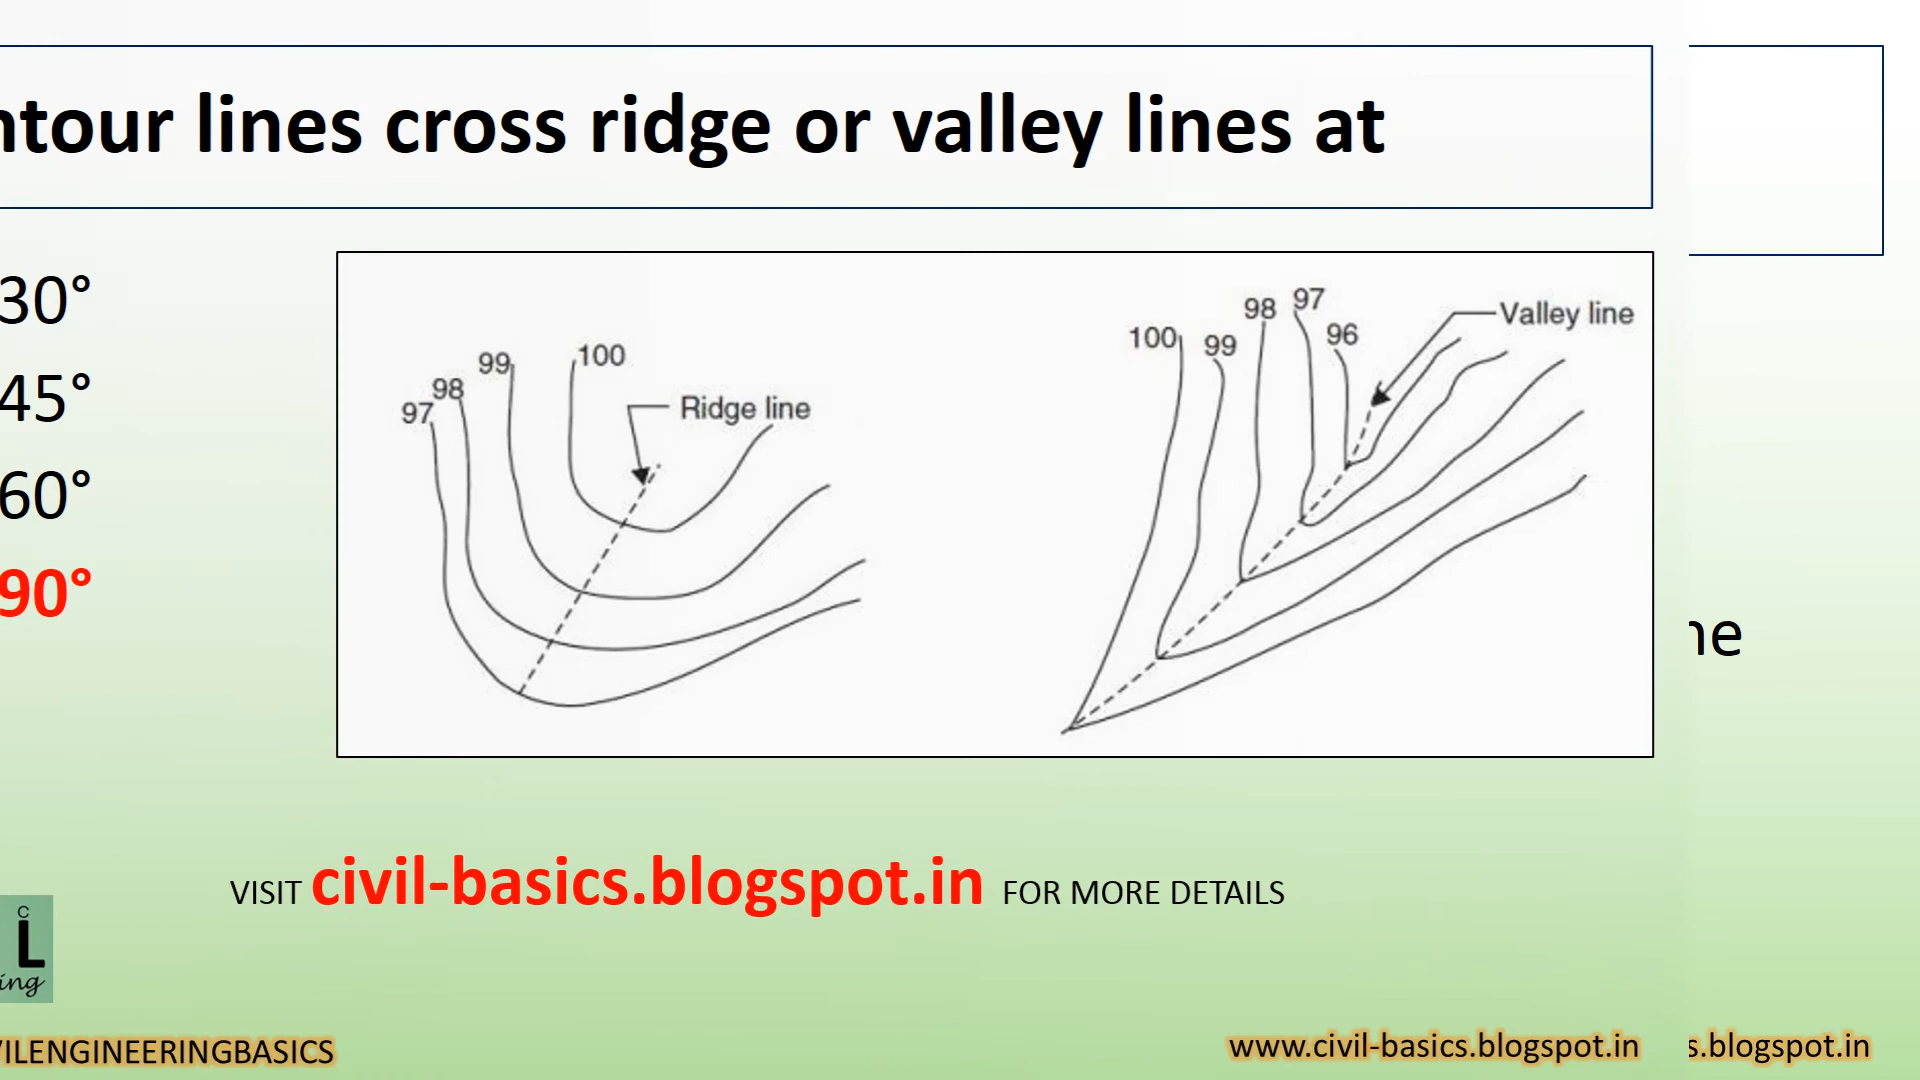 ntour lines cross ridge or valley lines at
30°
45°
60°
90°
97
98
99
100
Ridge line
100
99
98
97
96
Valley line
VISIT civil-basics.blogspot.in FOR MORE DETAILS
C
L
ing
VILENGINEERINGBASICS
www.civil-basics.blogspot.in
s.blogspot.in